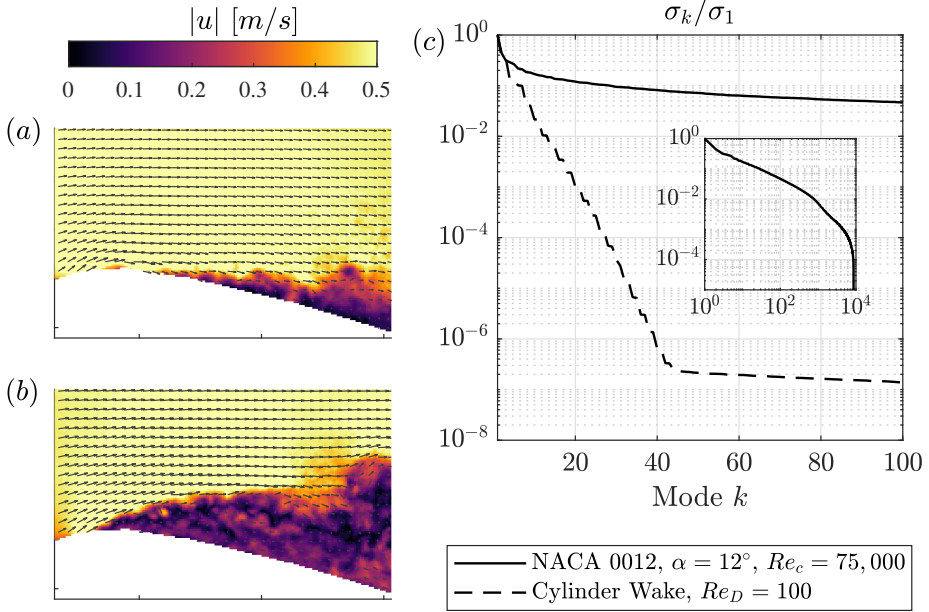 |u| [m/s]
0 0.1 0.2 0.3 0.4 0.5
(a)
(b)
(c)
σ_k/σ_1
10^0
10^-2
10^-4
10^-6
10^-8
20 40 60 80 100
Mode k
10^0
10^-2
10^-4
10^0 10^2 10^4
NACA 0012, α = 12°, Re_c = 75,000
Cylinder Wake, Re_D = 100